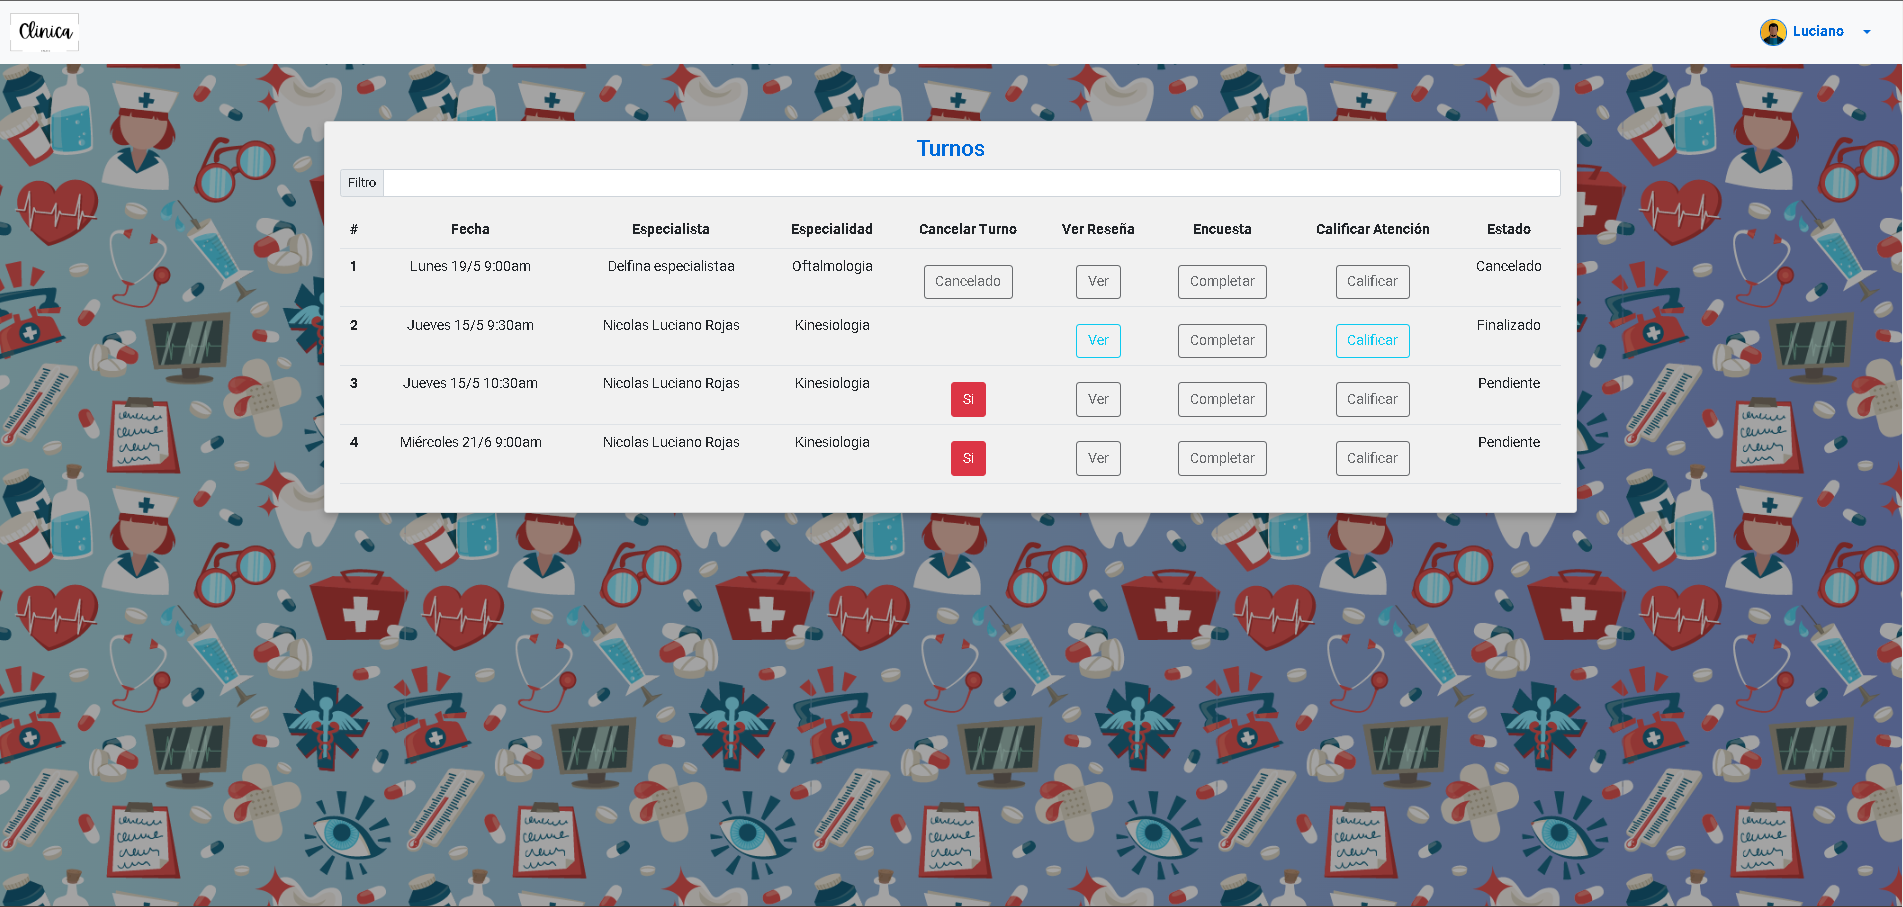 Clinica
Luciano
Turnos
Filtro
# Fecha Especialista Especialidad Cancelar Turno Ver Reseña Encuesta Calificar Atención Estado
1 Lunes 19/5 9:00am Delfina especialistaa Oftalmologia Cancelado Ver Completar Calificar Cancelado
2 Jueves 15/5 9:30am Nicolas Luciano Rojas Kinesiologia Ver Completar Calificar Finalizado
3 Jueves 15/5 10:30am Nicolas Luciano Rojas Kinesiologia Si Ver Completar Calificar Pendiente
4 Miércoles 21/6 9:00am Nicolas Luciano Rojas Kinesiologia Si Ver Completar Calificar Pendiente